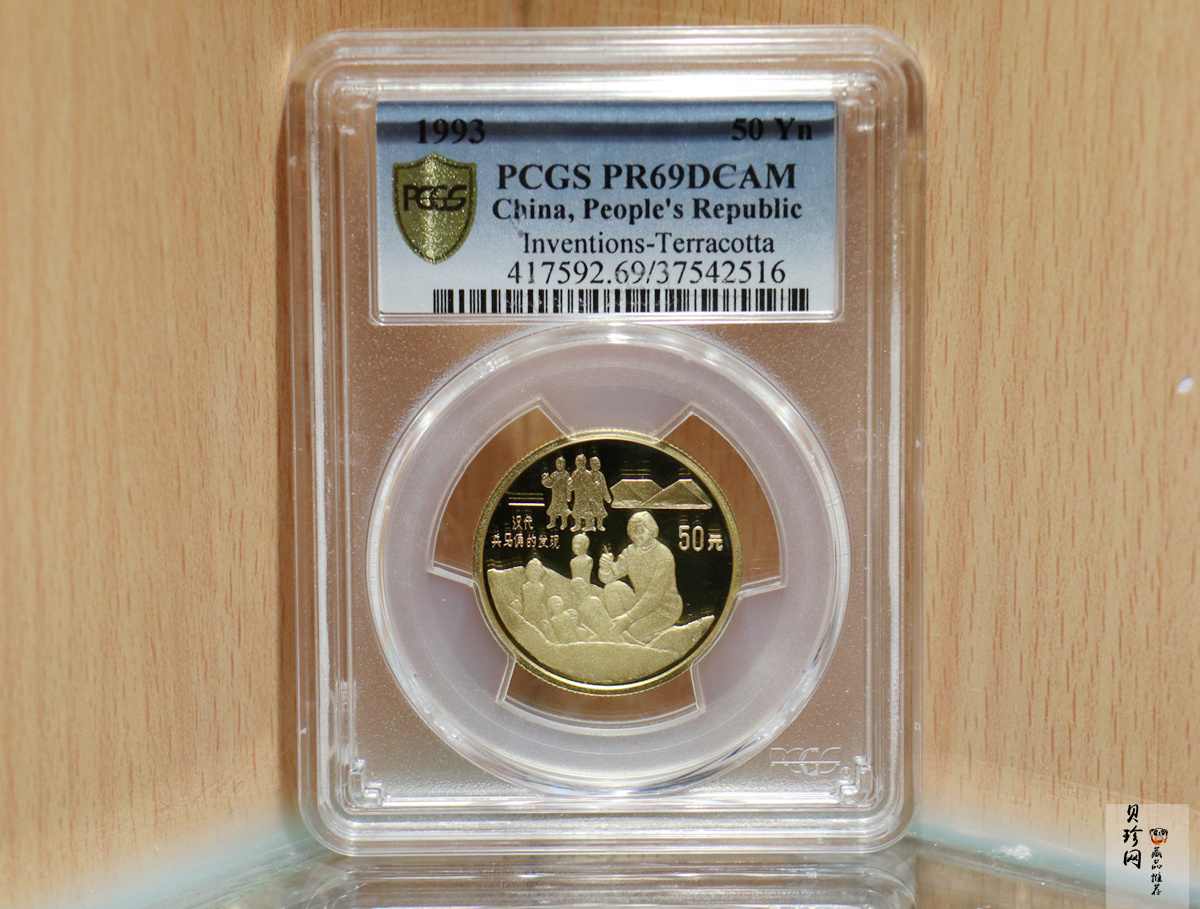 1993 50 Yn
PCGS
PCGS PR69DCAM
China, People's Republic
Inventions-Terracotta
417592.69/37542516
汉代
兵马俑的发现
50元
PCGS
贝珍网
藏品推荐